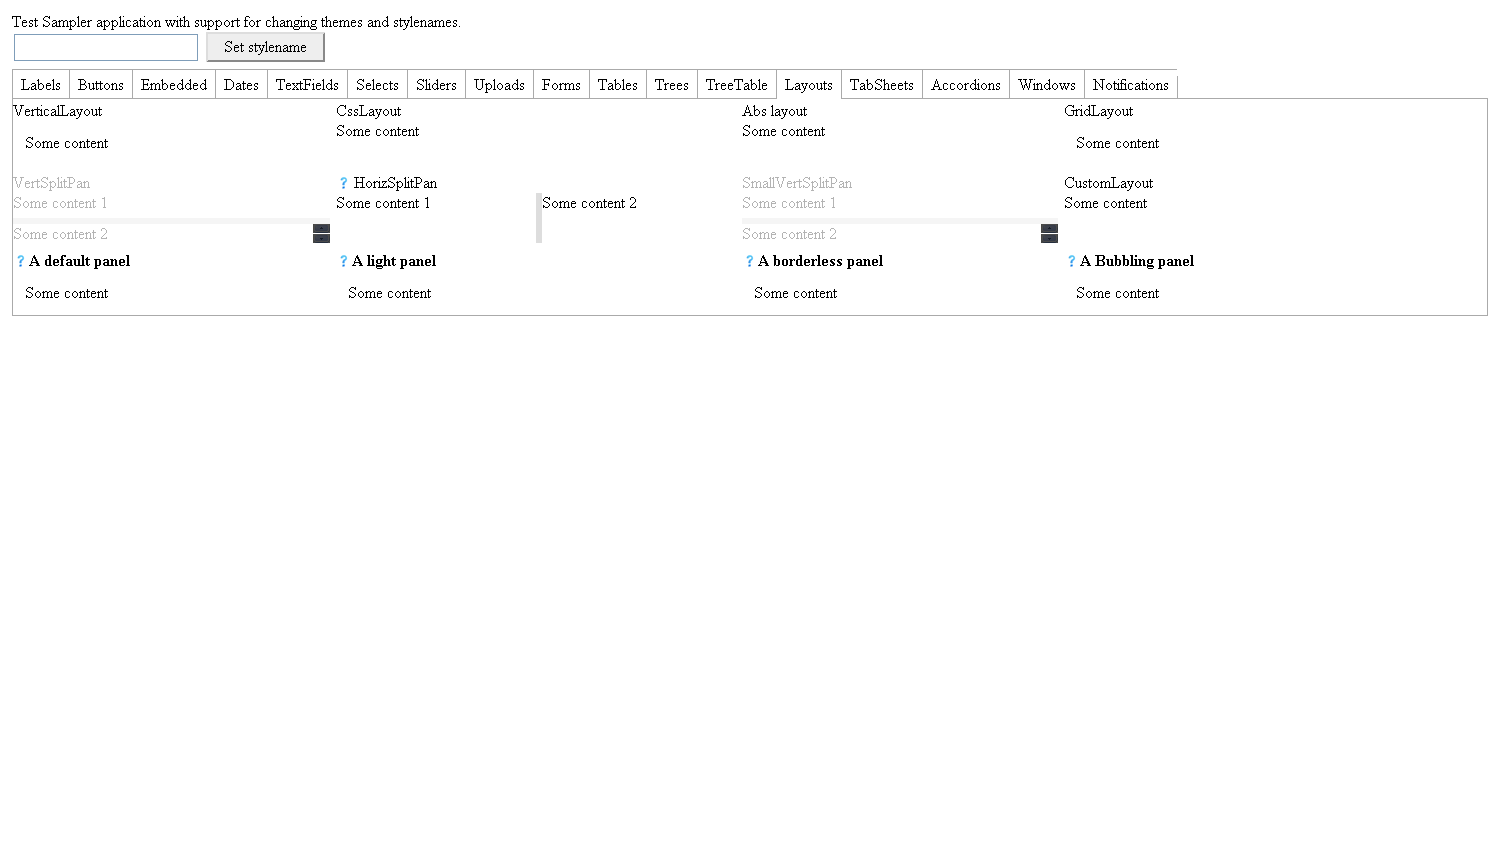 Test Sampler application with support for changing themes and stylenames.
Set stylename
Labels Buttons Embedded Dates TextFields Selects Sliders Uploads Forms Tables Trees TreeTable Layouts TabSheets Accordions Windows Notifications
VerticalLayout CssLayout Abs layout GridLayout
Some content Some content
Some content Some content
VertSplitPan ? HorizSplitPan SmallVertSplitPan CustomLayout
Some content 1 Some content 1 Some content 2 Some content 1 Some content
Some content 2 Some content 2
? A default panel ? A light panel ? A borderless panel ? A Bubbling panel
Some content Some content Some content Some content